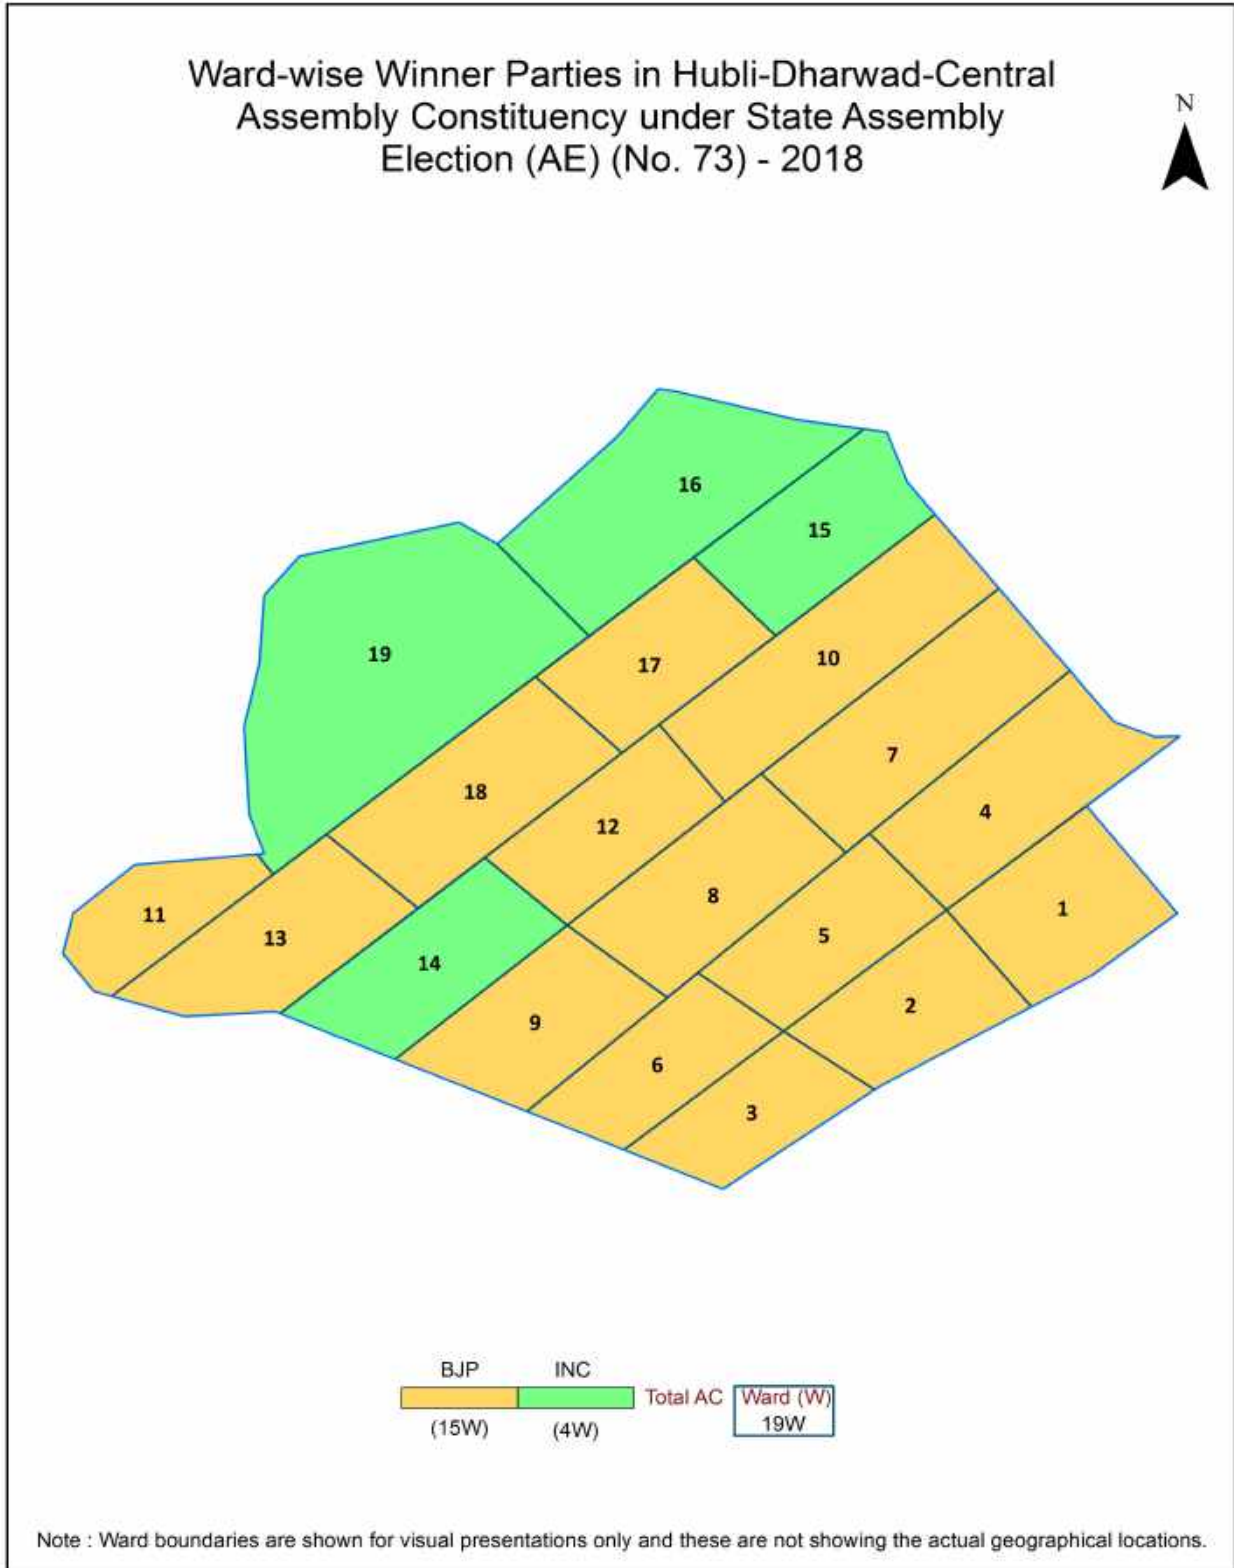 Ward-wise Winner Parties in Hubli-Dharwad-Central
Assembly Constituency under State Assembly
Election (AE) (No. 73) - 2018
N
16
15
19
17
10
7
18
12
4
8
1
11
13
5
14
2
9
6
3
BJP INC
Total AC Ward (W)
(15W) (4W) 19W
Note : Ward boundaries are shown for visual presentations only and these are not showing the actual geographical locations.